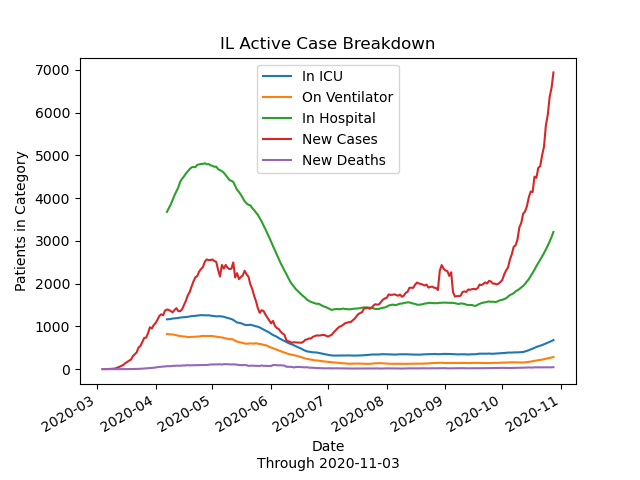 IL Active Case Breakdown
In ICU
On Ventilator
In Hospital
New Cases
New Deaths
Patients in Category
7000
6000
5000
4000
3000
2000
1000
0
2020-03
2020-04
2020-05
2020-06
2020-07
2020-08
2020-09
2020-10
2020-11
Date
Through 2020-11-03